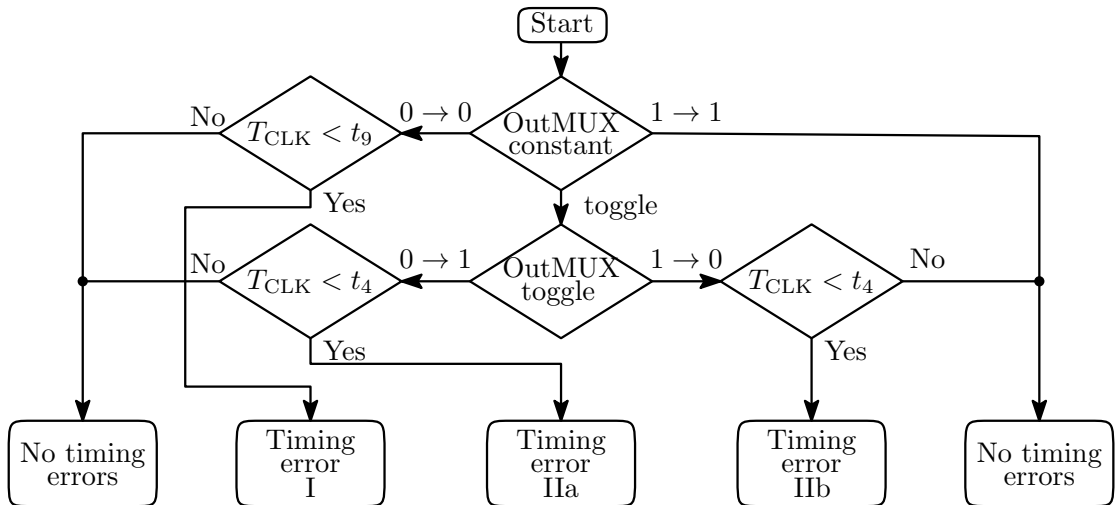 Start
No
0 → 0
1 → 1
T_CLK < t_9
OutMUX
constant
Yes
toggle
No
0 → 1
1 → 0
No
T_CLK < t_4
OutMUX
toggle
T_CLK < t_4
Yes
Yes
No timing
errors
Timing
error
I
Timing
error
IIa
Timing
error
IIb
No timing
errors